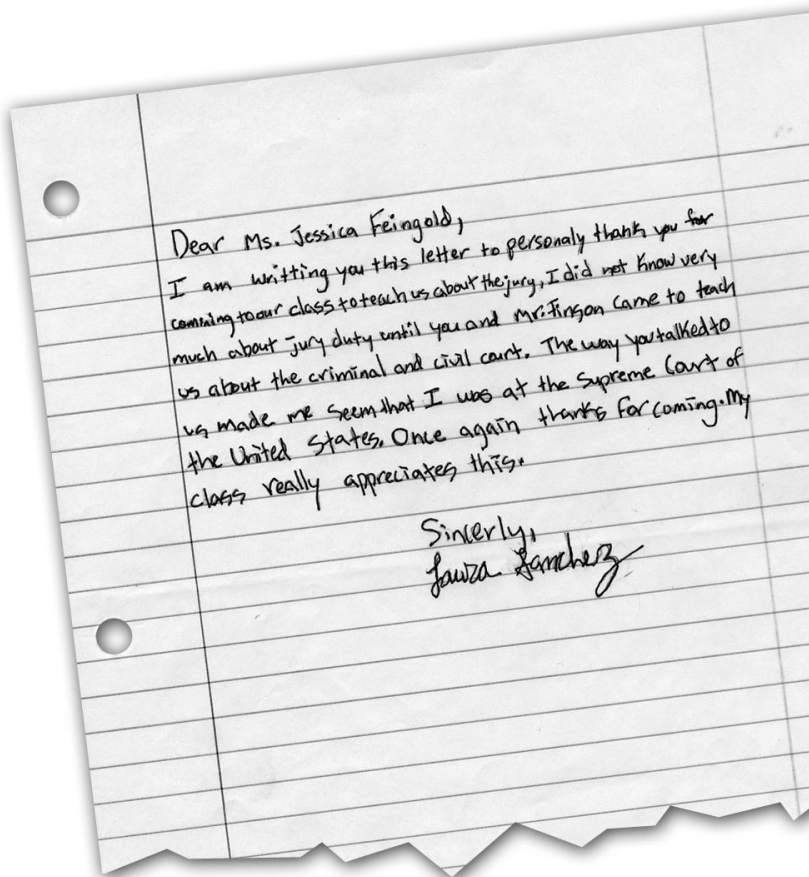 Dear Ms. Jessica Feingold,
I am writting you this letter to personaly thank you for
comming to our class to teach us about the jury, I did not know very
much about jury duty until you and Mr. Finson came to teach
us about the criminal and civil court. The way you talked to
us made me seem that I was at the Supreme Court of
the United States. Once again thanks for coming. My
class really appreciates this.
Sincerly,
Laura Sanchez